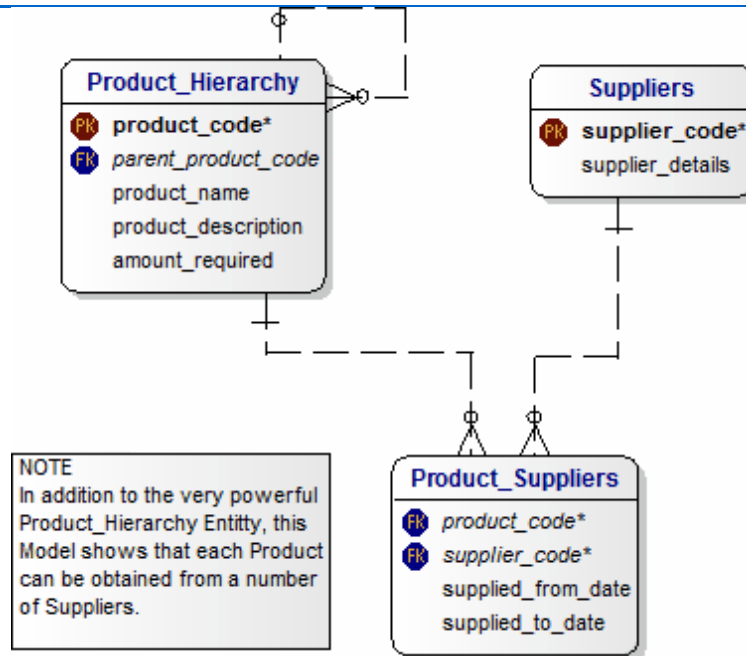 Product_Hierarchy
PK product_code*
FK parent_product_code
product_name
product_description
amount_required
Suppliers
PK supplier_code*
supplier_details
Product_Suppliers
FK product_code*
FK supplier_code*
supplied_from_date
supplied_to_date
NOTE
In addition to the very powerful
Product_Hierarchy Entitty, this
Model shows that each Product
can be obtained from a number
of Suppliers.